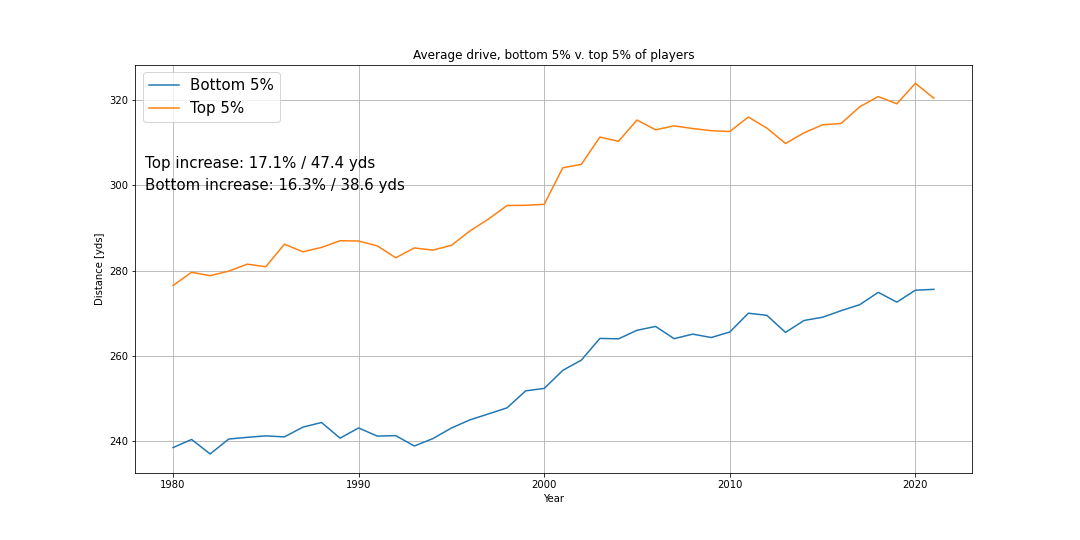 Average drive, bottom 5% v. top 5% of players
Bottom 5%
Top 5%
Top increase: 17.1% / 47.4 yds
Bottom increase: 16.3% / 38.6 yds
Distance [yds]
320
300
280
260
240
1980 1990 2000 2010 2020
Year